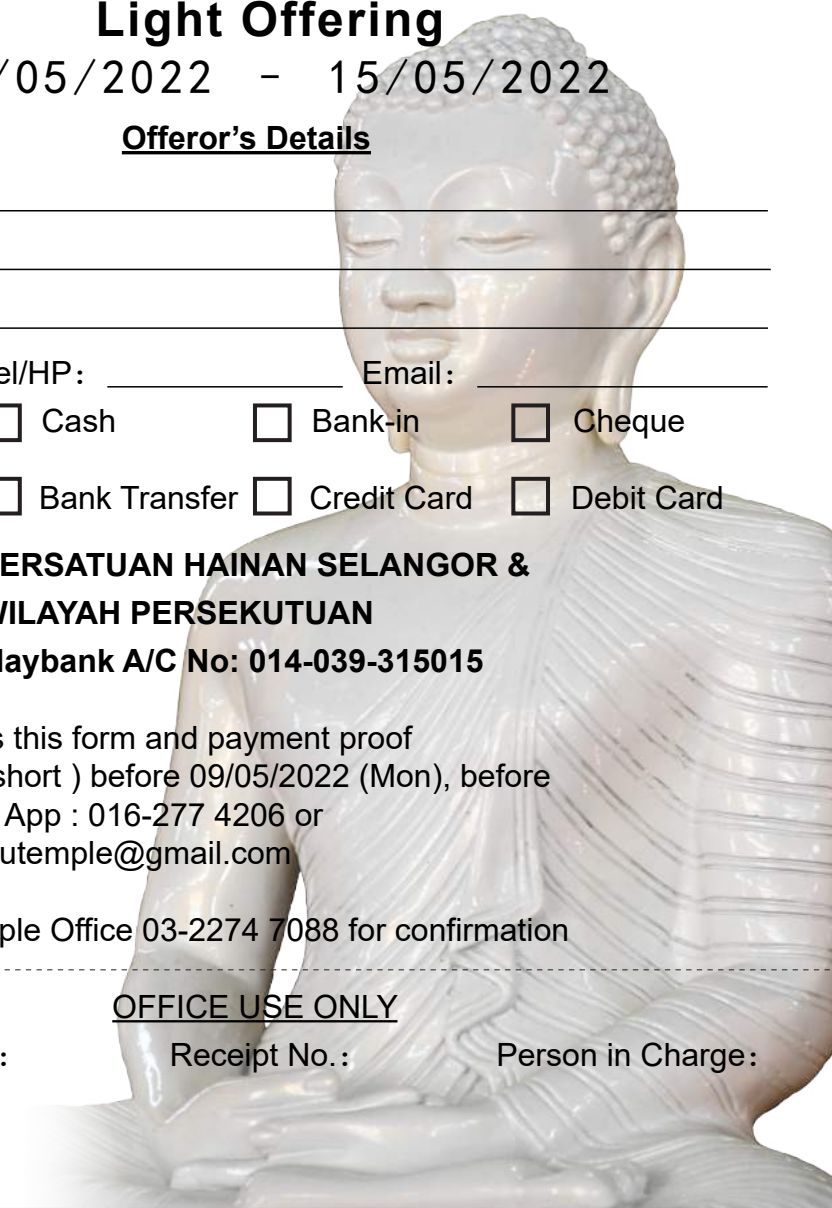 Light Offering
/05/2022 - 15/05/2022
Offeror’s Details
el/HP: Email:
Cash Bank-in Cheque
Bank Transfer Credit Card Debit Card
ERSATUAN HAINAN SELANGOR &
WILAYAH PERSEKUTUAN
aybank A/C No: 014-039-315015
s this form and payment proof
short ) before 09/05/2022 (Mon), before
App : 016-277 4206 or
utemple@gmail.com
ple Office 03-2274 7088 for confirmation
OFFICE USE ONLY
: Receipt No.: Person in Charge: